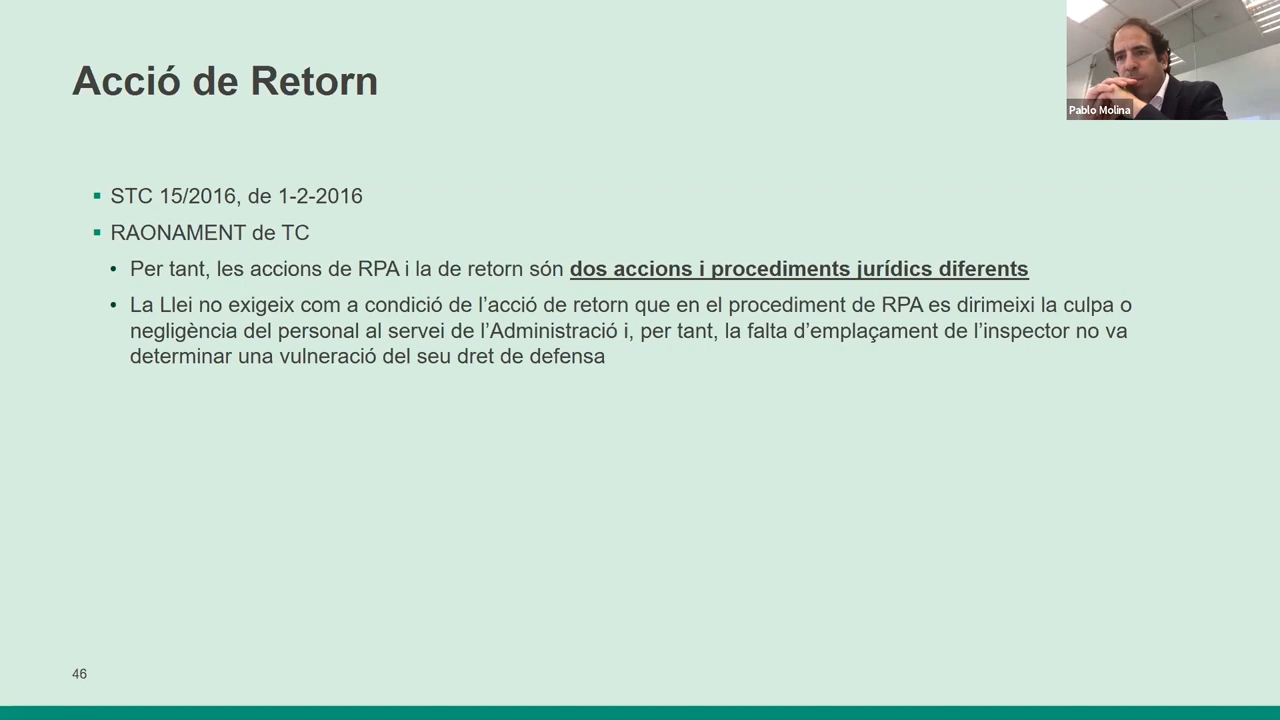 Acció de Retorn
Pablo Molina
▪ STC 15/2016, de 1-2-2016
▪ RAONAMENT de TC
• Per tant, les accions de RPA i la de retorn són dos accions i procediments jurídics diferents
• La Llei no exigeix com a condició de l’acció de retorn que en el procediment de RPA es dirimeixi la culpa o
negligència del personal al servei de l’Administració i, per tant, la falta d’emplaçament de l’inspector no va
determinar una vulneració del seu dret de defensa
46